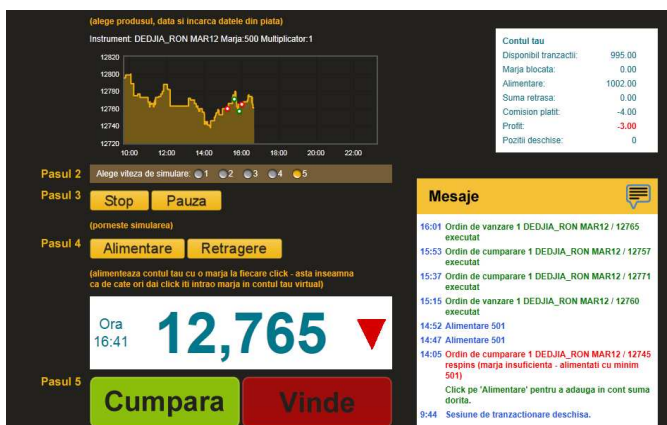 (alege produsul, data si incarca datele din piata)
Instrument: DEDJIA_RON MAR12 Marja:500 Multiplicator:1
12820
12800
12780
12760
12740
12720
10:00 12:00 14:00 16:00 18:00 20:00 22:00
Pasul 2 Alege viteza de simulare: 1 2 3 4 5
Pasul 3 Stop Pauza
(porneste simularea)
Pasul 4 Alimentare Retragere
(alimenteaza contul tau cu o marja la fiecare click - asta inseamna
ca de cate ori dai click iti intrao marja in contul tau virtual)
Ora
16:41
12,765
Pasul 5 Cumpara Vinde
Contul tau
Disponibil tranzactii: 995.00
Marja blocata: 0.00
Alimentare: 1002.00
Suma retrasa: 0.00
Comision platit: -4.00
Profit: -3.00
Pozitii deschise: 0
Mesaje
16:01 Ordin de vanzare 1 DEDJIA_RON MAR12 / 12765
executat
15:53 Ordin de cumparare 1 DEDJIA_RON MAR12 / 12757
executat
15:37 Ordin de cumparare 1 DEDJIA_RON MAR12 / 12771
executat
15:15 Ordin de vanzare 1 DEDJIA_RON MAR12 / 12760
executat
14:52 Alimentare 501
14:47 Alimentare 501
14:05 Ordin de cumparare 1 DEDJIA_RON MAR12 / 12745
respins (marja insuficienta - alimentati cu minim
501)
Click pe 'Alimentare' pentru a adauga in cont suma
dorita.
9:44 Sesiune de tranzactionare deschisa.